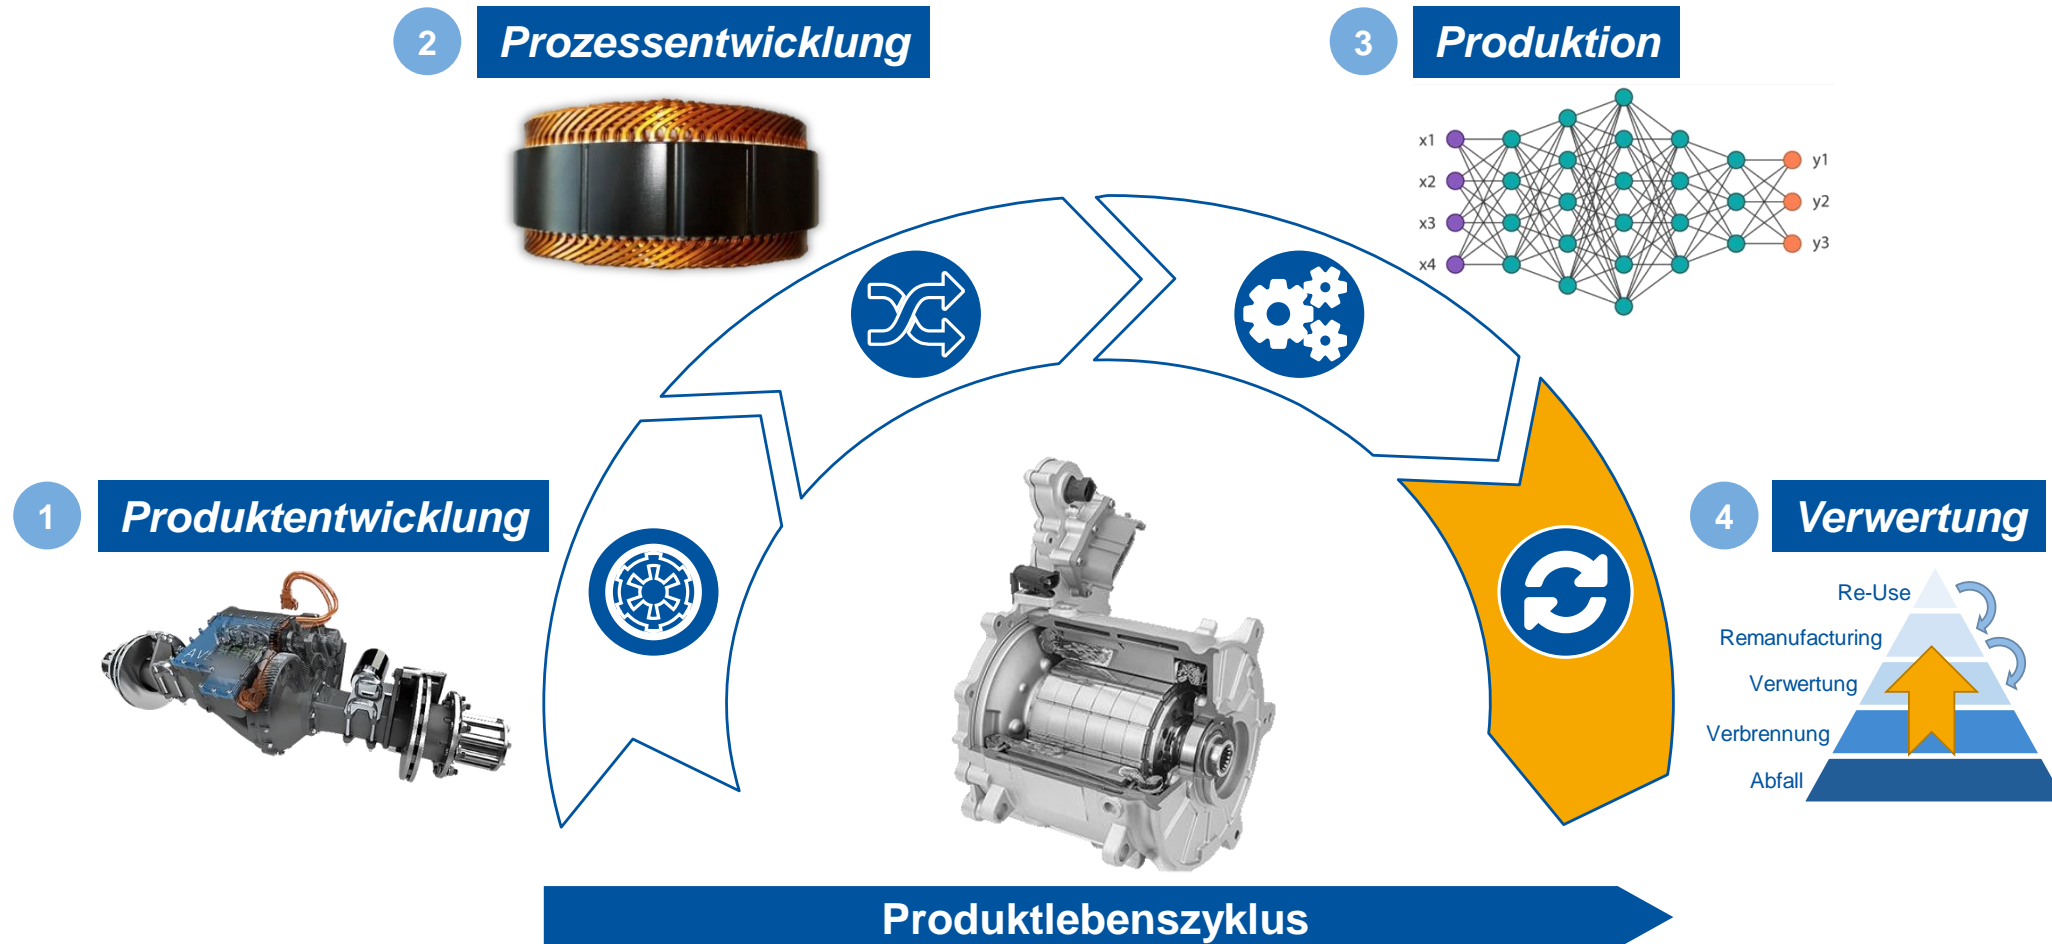 2
Prozessentwicklung
3
Produktion
x1
x2
x3
x4
y1
y2
y3
1
Produktentwicklung
AVL
4
Verwertung
Re-Use
Remanufacturing
Verwertung
Verbrennung
Abfall
Produktlebenszyklus